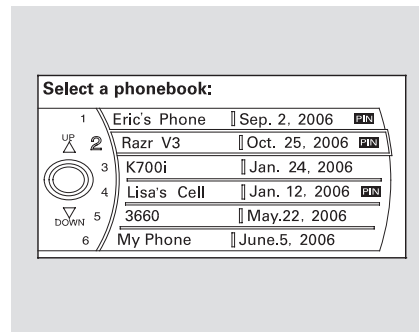 Select a phonebook:
1 Eric's Phone Sep. 2, 2006 PIN
UP 2 Razr V3 Oct. 25, 2006 PIN
3 K700i Jan. 24, 2006
4 Lisa's Cell Jan. 12, 2006 PIN
DOWN 5 3660 May.22, 2006
6 My Phone June.5, 2006